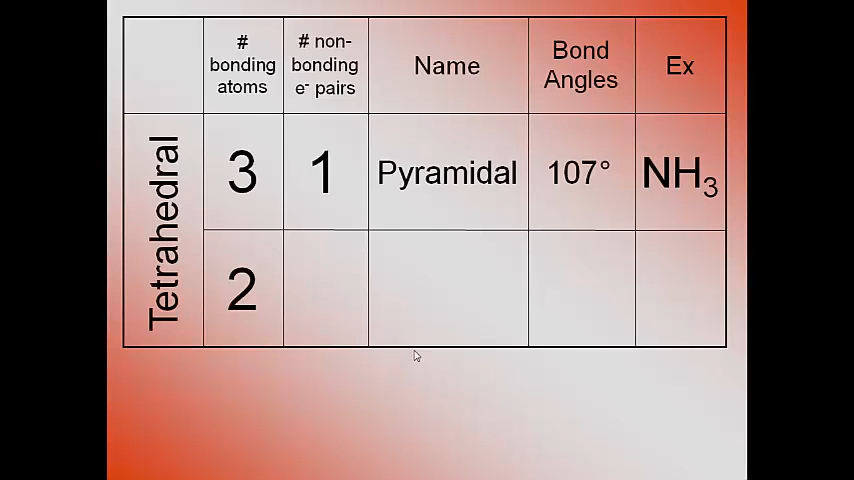 #
bonding
atoms
# non-
bonding
e- pairs
Name
Bond
Angles
Ex
Tetrahedral
3
1
Pyramidal
107°
NH₃
2